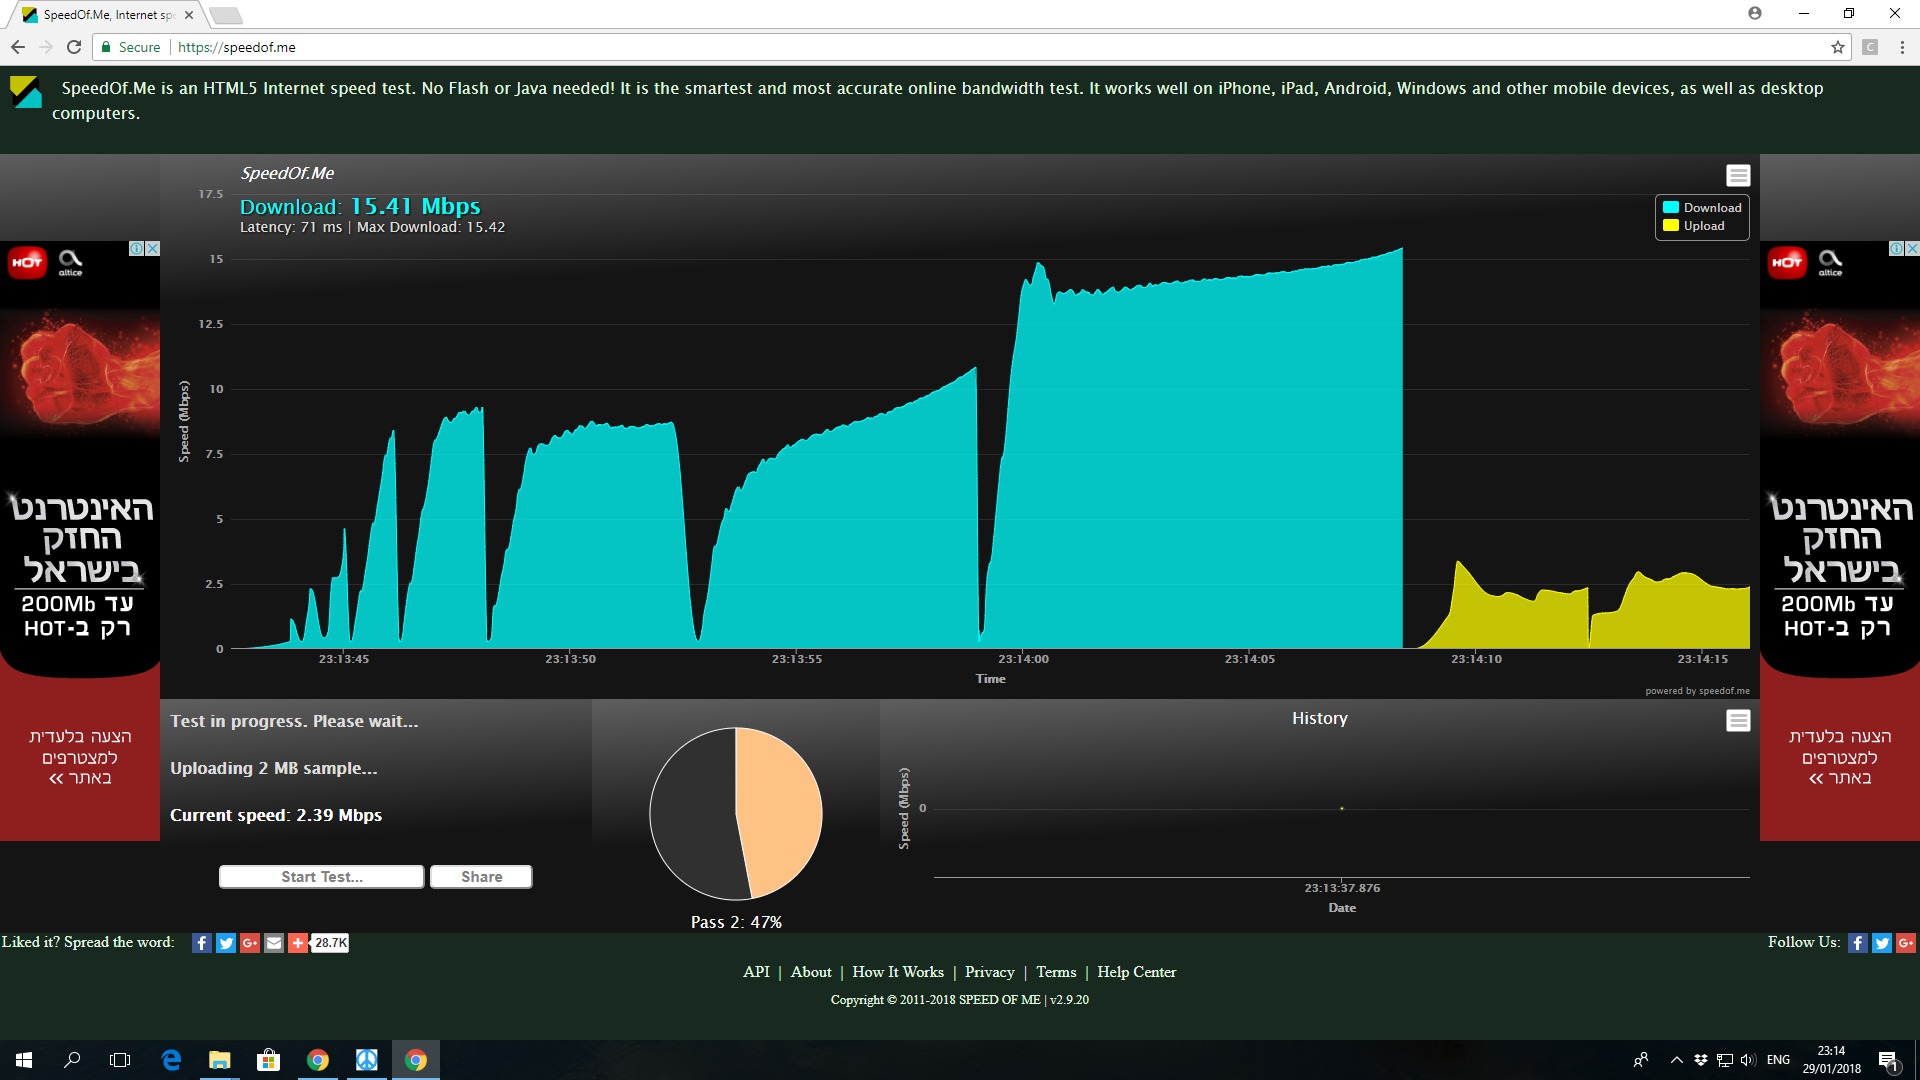 SpeedOf.Me, Internet sp
Secure
https://speedof.me
SpeedOf.Me is an HTML5 Internet speed test. No Flash or Java needed! It is the smartest and most accurate online bandwidth test. It works well on iPhone, iPad, Android, Windows and other mobile devices, as well as desktop
computers.
SpeedOf.Me
Download: 15.41 Mbps
Latency: 71 ms | Max Download: 15.42
Download
Upload
17.5
15
12.5
10
7.5
5
2.5
0
Speed (Mbps)
23:13:45
23:13:50
23:13:55
23:14:00
23:14:05
23:14:10
23:14:15
Time
powered by speedof.me
HOT
altice
האינטרנט
החזק
בישראל
עד 200Mb
רק ב-HOT
הצעה בלעדית
למצטרפים
באתר >>
HOT
altice
האינטרנט
החזק
בישראל
עד 200Mb
רק ב-HOT
הצעה בלעדית
למצטרפים
באתר >>
Test in progress. Please wait...
Uploading 2 MB sample...
Current speed: 2.39 Mbps
Start Test...
Share
Pass 2: 47%
History
Speed (Mbps)
0
23:13:37.876
Date
Liked it? Spread the word:
28.7K
Follow Us:
API | About | How It Works | Privacy | Terms | Help Center
Copyright © 2011-2018 SPEED OF ME | v2.9.20
ENG
23:14
29/01/2018
1